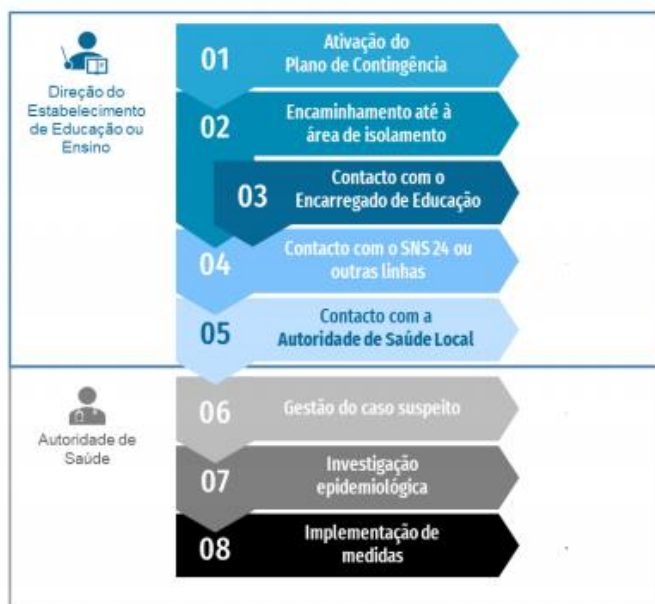 Direção do
Estabelecimento
de Educação ou
Ensino
01
Ativação do
Plano de Contingência
02
Encaminhamento até à
área de isolamento
03
Contacto com o
Encarregado de Educação
04
Contacto com o SNS 24 ou
outras linhas
05
Contacto com a
Autoridade de Saúde Local
Autoridade de
Saúde
06
Gestão do caso suspeito
07
Investigação
epidemiológica
08
Implementação de
medidas